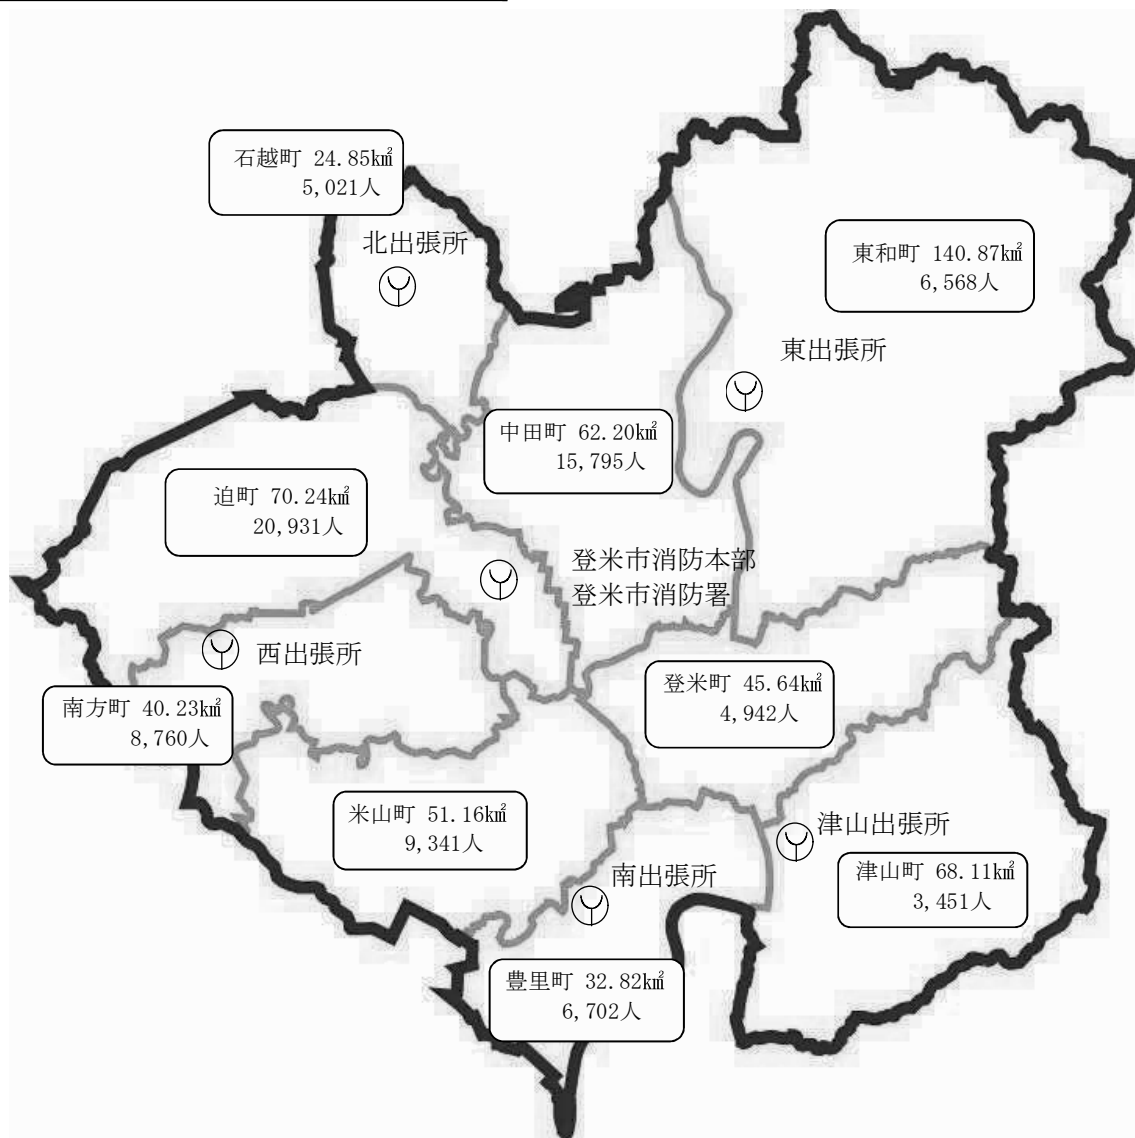 石越町 24.85㎢
5,021人
北出張所
東和町 140.87㎢
6,568人
東出張所
中田町 62.20㎢
15,795人
迫町 70.24㎢
20,931人
登米市消防本部
登米市消防署
西出張所
南方町 40.23㎢
8,760人
登米町 45.64㎢
4,942人
米山町 51.16㎢
9,341人
津山出張所
津山町 68.11㎢
3,451人
南出張所
豊里町 32.82㎢
6,702人